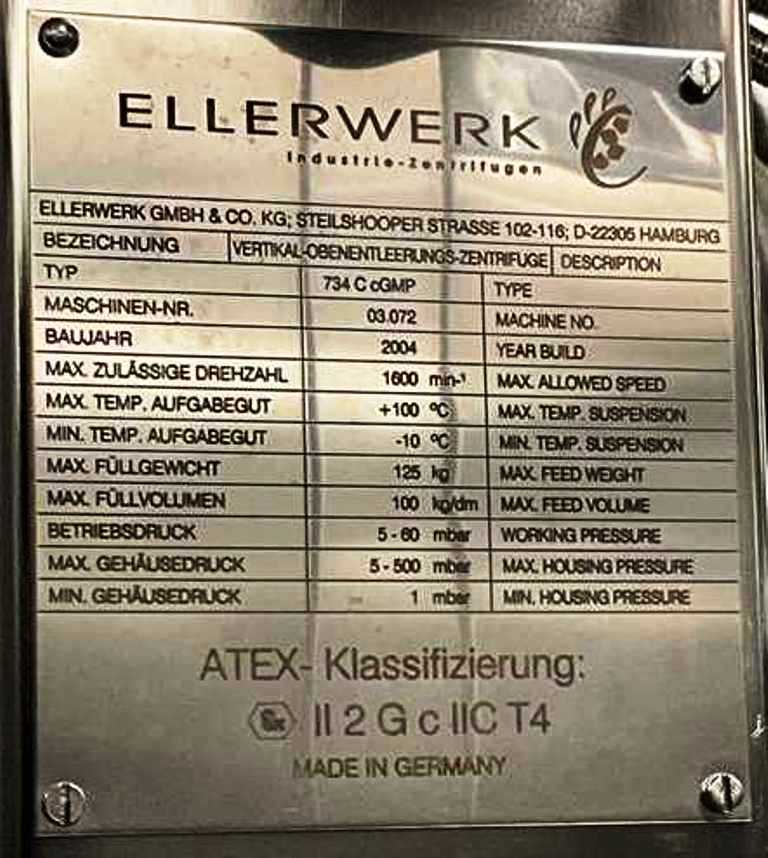 ELLERWERK
Industrie-Zentrifugen
ELLERWERK GMBH & CO. KG; STEILSHOOPER STRASSE 102-116; D-22305 HAMBURG
BEZEICHNUNG VERTIKAL-OBENENTLEERUNGS-ZENTRIFUGE DESCRIPTION
TYP 734 C cGMP TYPE
MASCHINEN-NR. 03.072 MACHINE NO.
BAUJAHR 2004 YEAR BUILD
MAX. ZULÄSSIGE DREHZAHL 1600 min-¹ MAX. ALLOWED SPEED
MAX. TEMP. AUFGABEGUT +100 ºC MAX. TEMP. SUSPENSION
MIN. TEMP. AUFGABEGUT -10 ºC MIN. TEMP. SUSPENSION
MAX. FÜLLGEWICHT 125 kg MAX. FEED WEIGHT
MAX. FÜLLVOLUMEN 100 kg/dm MAX. FEED VOLUME
BETRIEBSDRUCK 5 - 60 mbar WORKING PRESSURE
MAX. GEHÄUSEDRUCK 5 - 500 mbar MAX. HOUSING PRESSURE
MIN. GEHÄUSEDRUCK 1 mbar MIN. HOUSING PRESSURE
ATEX- Klassifizierung:
Ex II 2 G c IIC T4
MADE IN GERMANY